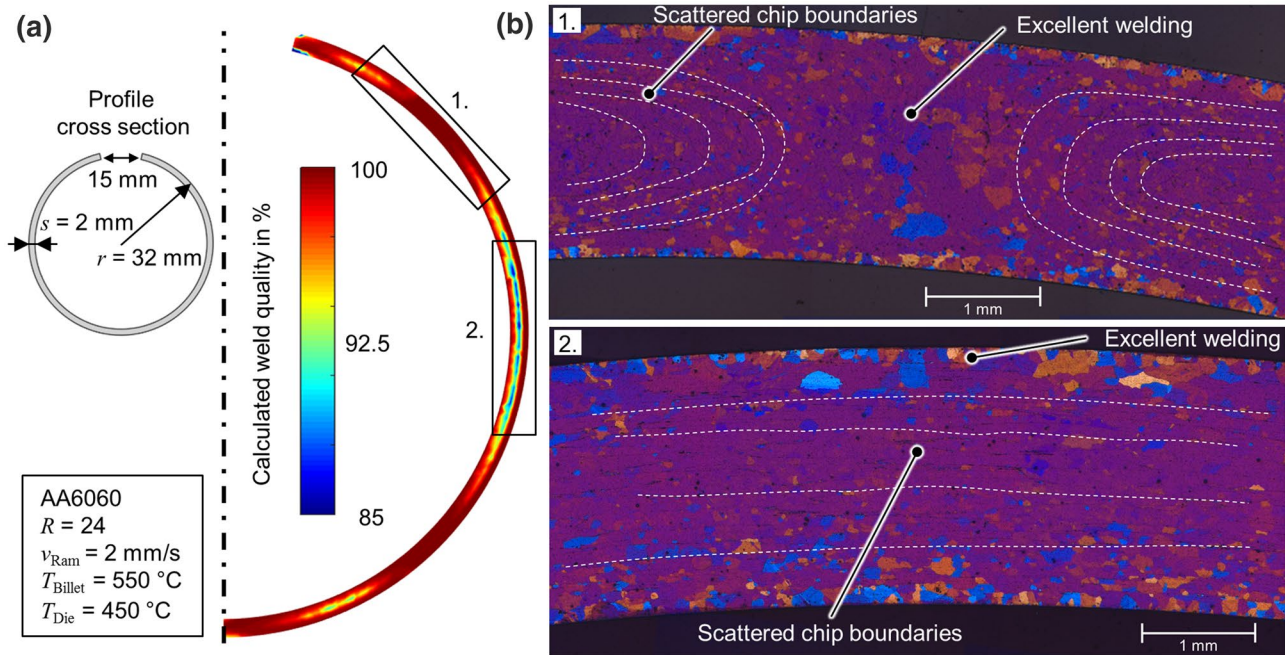 (a)
Profile
cross section
15 mm
s = 2 mm
r = 32 mm
AA6060
R = 24
vRam = 2 mm/s
TBillet = 550 °C
TDie = 450 °C
Calculated weld quality in %
100
92.5
85
1.
2.
(b)
1.
Scattered chip boundaries
Excellent welding
1 mm
2.
Excellent welding
Scattered chip boundaries
1 mm